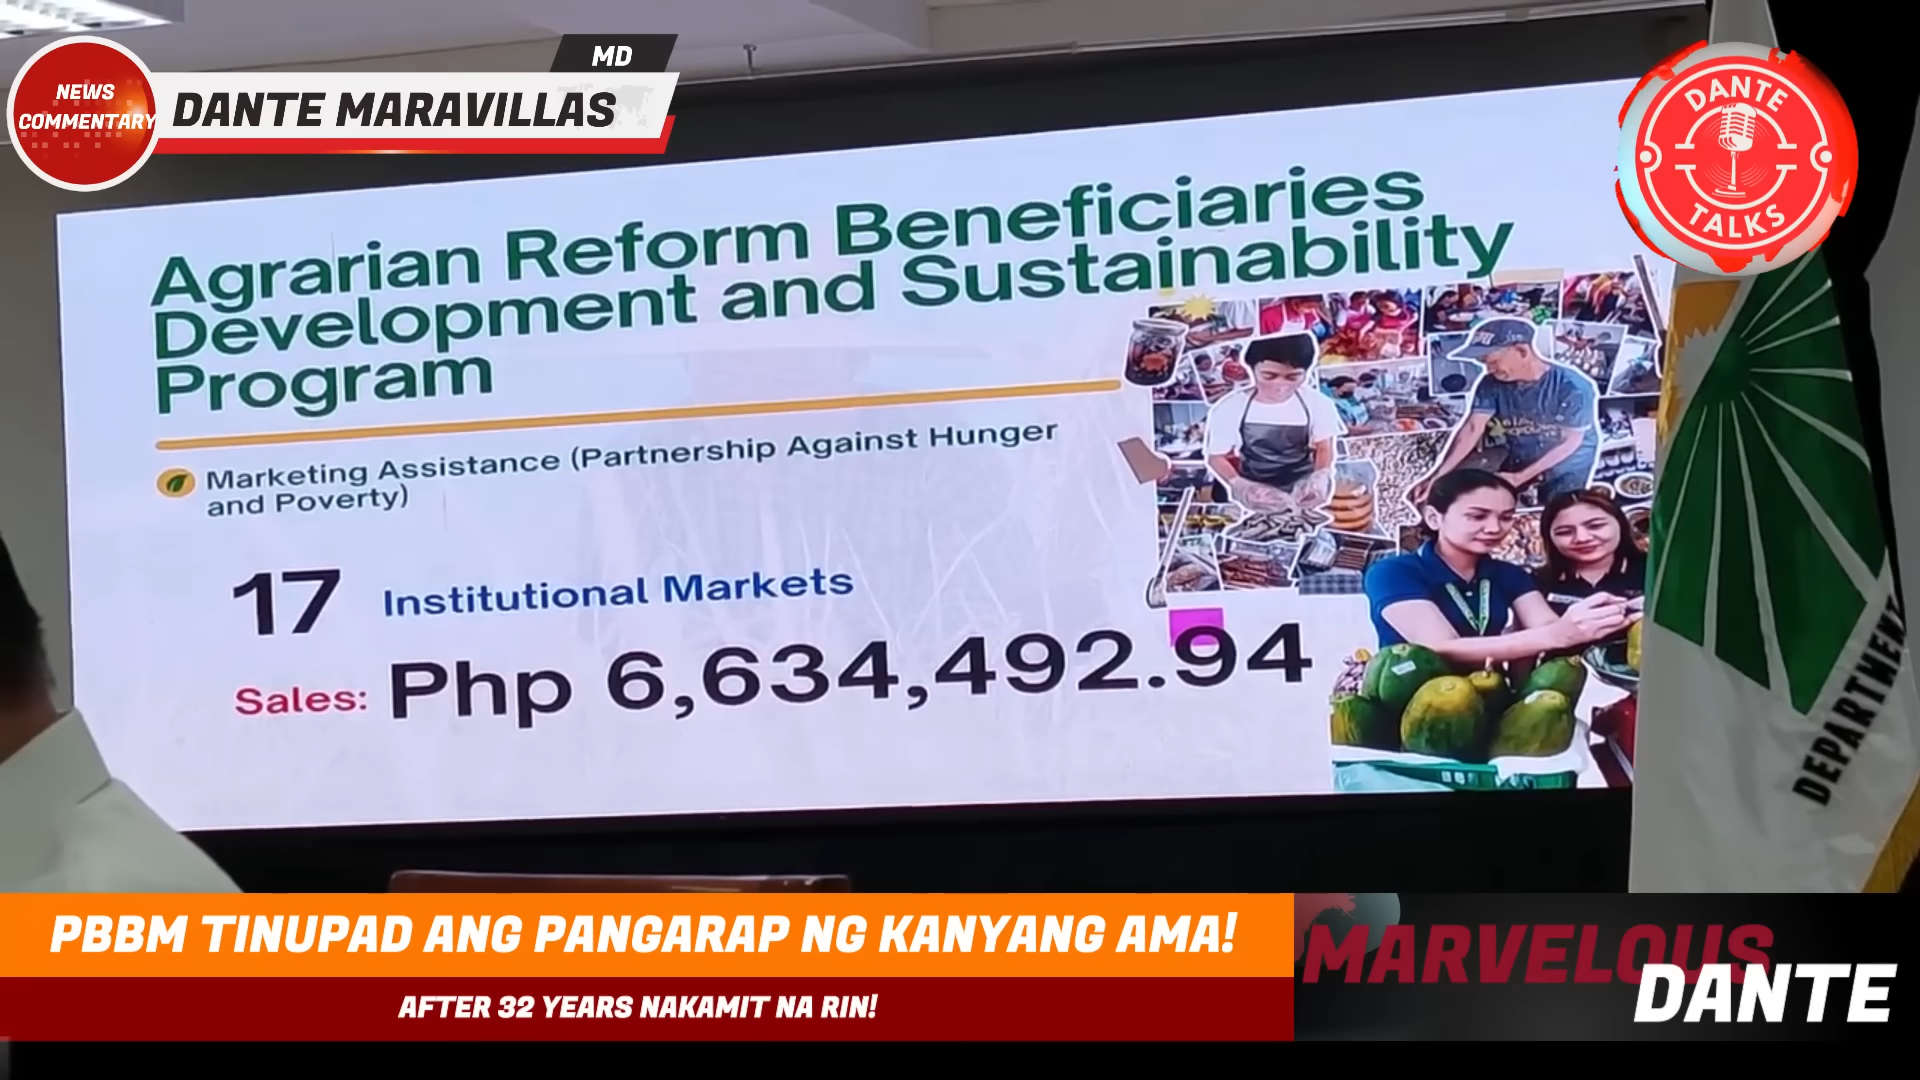 NEWS
COMMENTARY
MD
DANTE MARAVILLAS
DANTE
TALKS
Agrarian Reform Beneficiaries
Development and Sustainability
Program
Marketing Assistance (Partnership Against Hunger
and Poverty)
17 Institutional Markets
Sales: Php 6,634,492.94
DEPARTMENT
PBBM TINUPAD ANG PANGARAP NG KANYANG AMA!
AFTER 32 YEARS NAKAMIT NA RIN!
MARVELOUS
DANTE